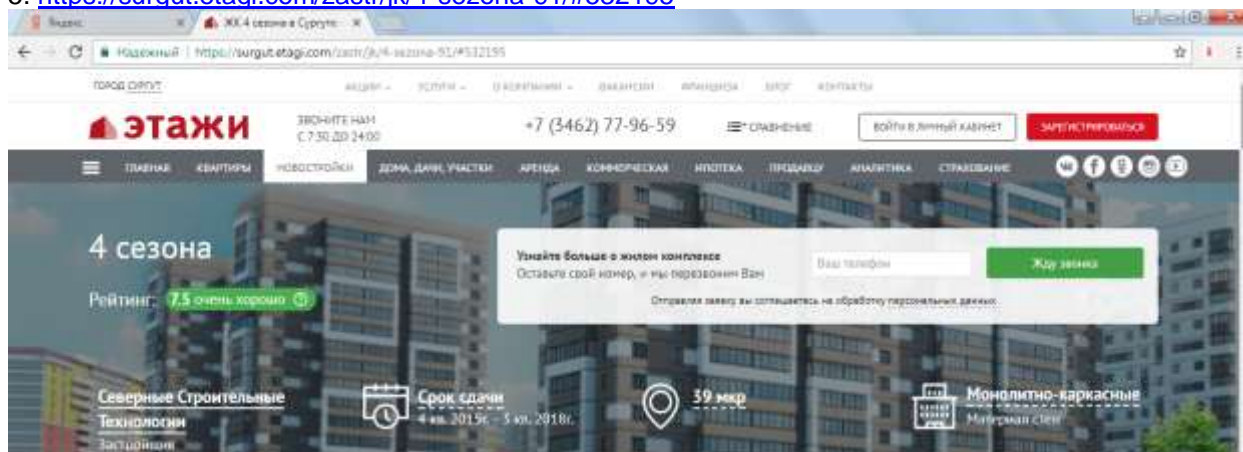 https://surgut.etagi.com/zastr/jk/4-sezona-91/#532195
Яндекс
ЖК 4 сезона в Сургуте
Надежный | https://surgut.etagi.com/zastr/jk/4-sezona-91/#532195
ГОРОД СУРГУТ АКЦИИ УСЛУГИ О КОМПАНИИ ВАКАНСИИ ФРАНШИЗА БЛОГ КОНТАКТЫ
этажи
ЗВОНИТЕ НАМ
С 7:30 ДО 24:00
+7 (3462) 77-96-59
СРАВНЕНИЕ
ВОЙТИ В ЛИЧНЫЙ КАБИНЕТ
ЗАРЕГИСТРИРОВАТЬСЯ
ГЛАВНАЯ КВАРТИРЫ НОВОСТРОЙКИ ДОМА, ДАЧИ, УЧАСТКИ АРЕНДА КОММЕРЧЕСКАЯ ИПОТЕКА ПРОДАВЦУ АНАЛИТИКА СТРАХОВАНИЕ
4 сезона
Рейтинг: 7.5 очень хорошо
Узнайте больше о жилом комплексе
Оставьте свой номер, и мы перезвоним Вам
Ваш телефон
Жду звонка
Отправляя заявку вы соглашаетесь на обработку персональных данных
Северные Строительные
Технологии
Застройщик
Срок сдачи
4 кв. 2015г. - 3 кв. 2018г.
39 мкр
Монолитно-каркасные
Материал стен